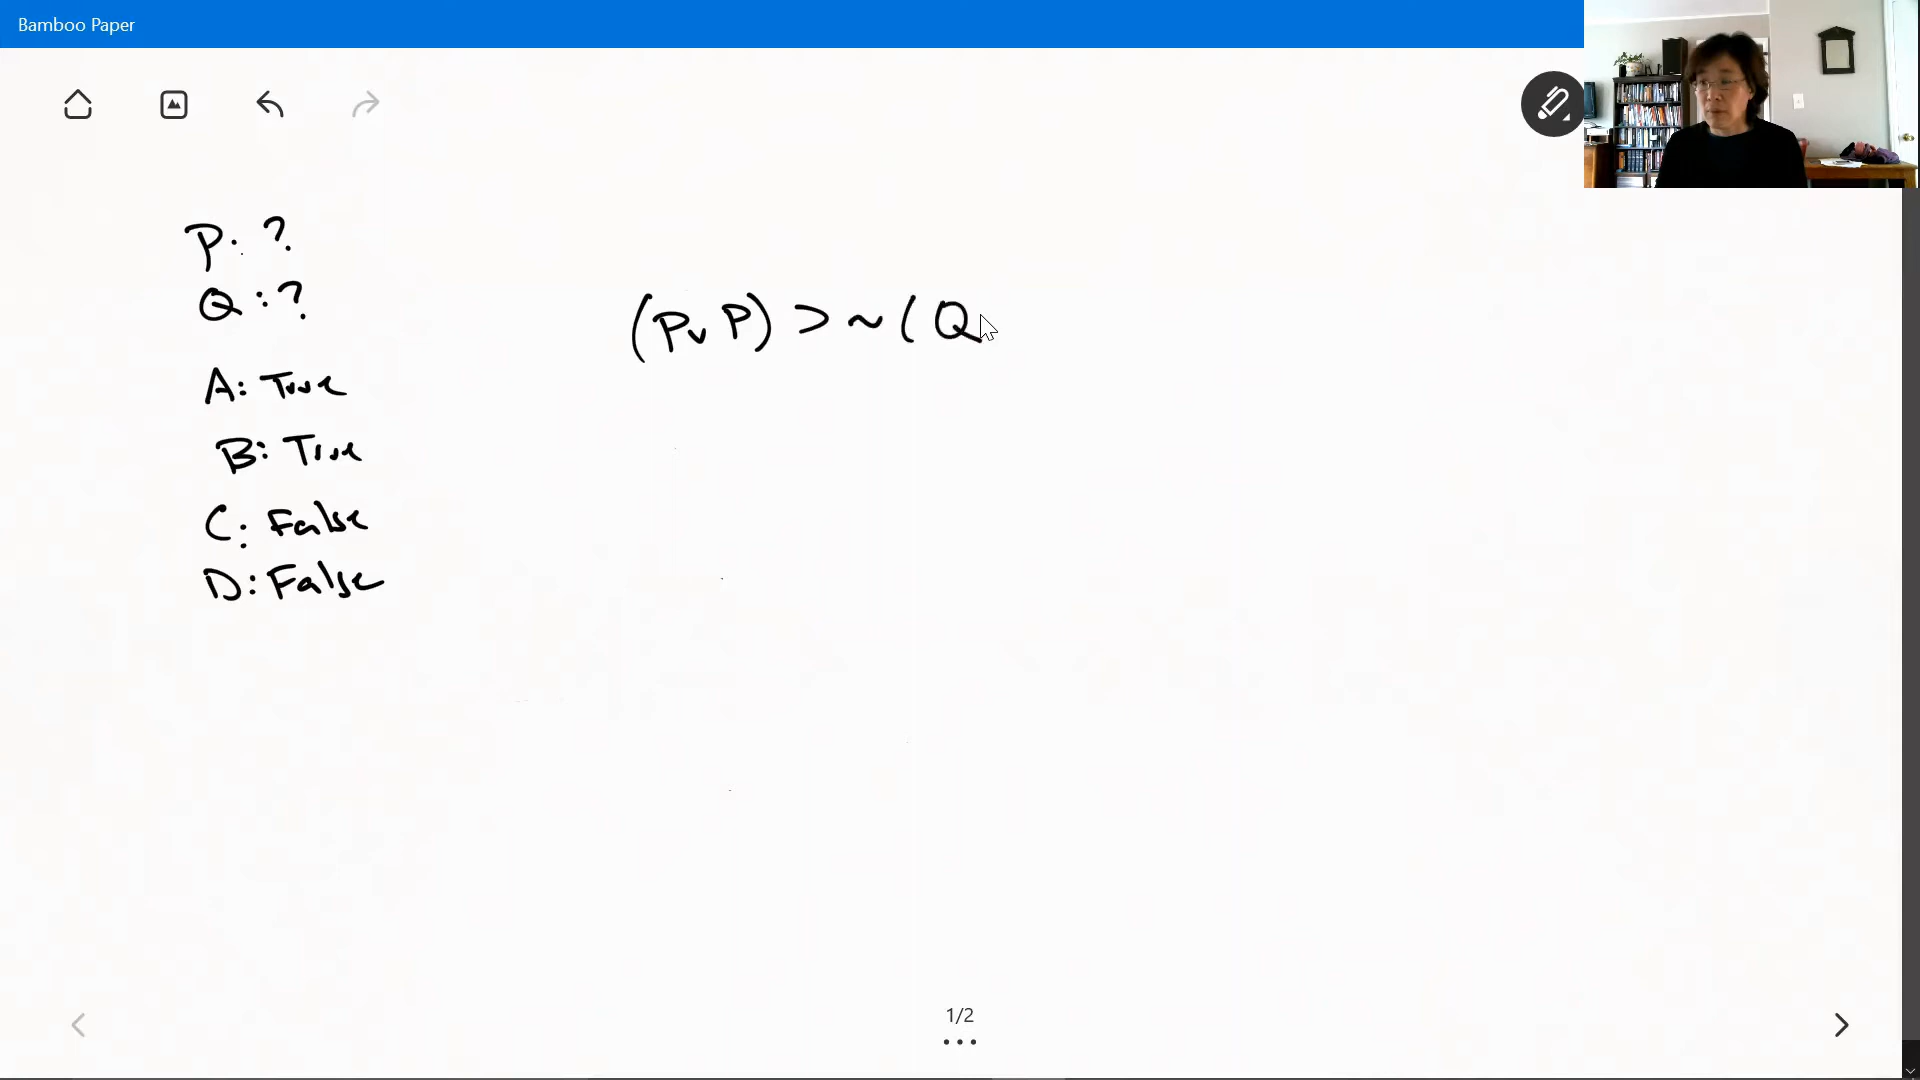 Bamboo Paper
P: ?
Q: ?
(P v P) ⊃ ~ ( Q
A: True
B: True
C: False
D: False
1/2